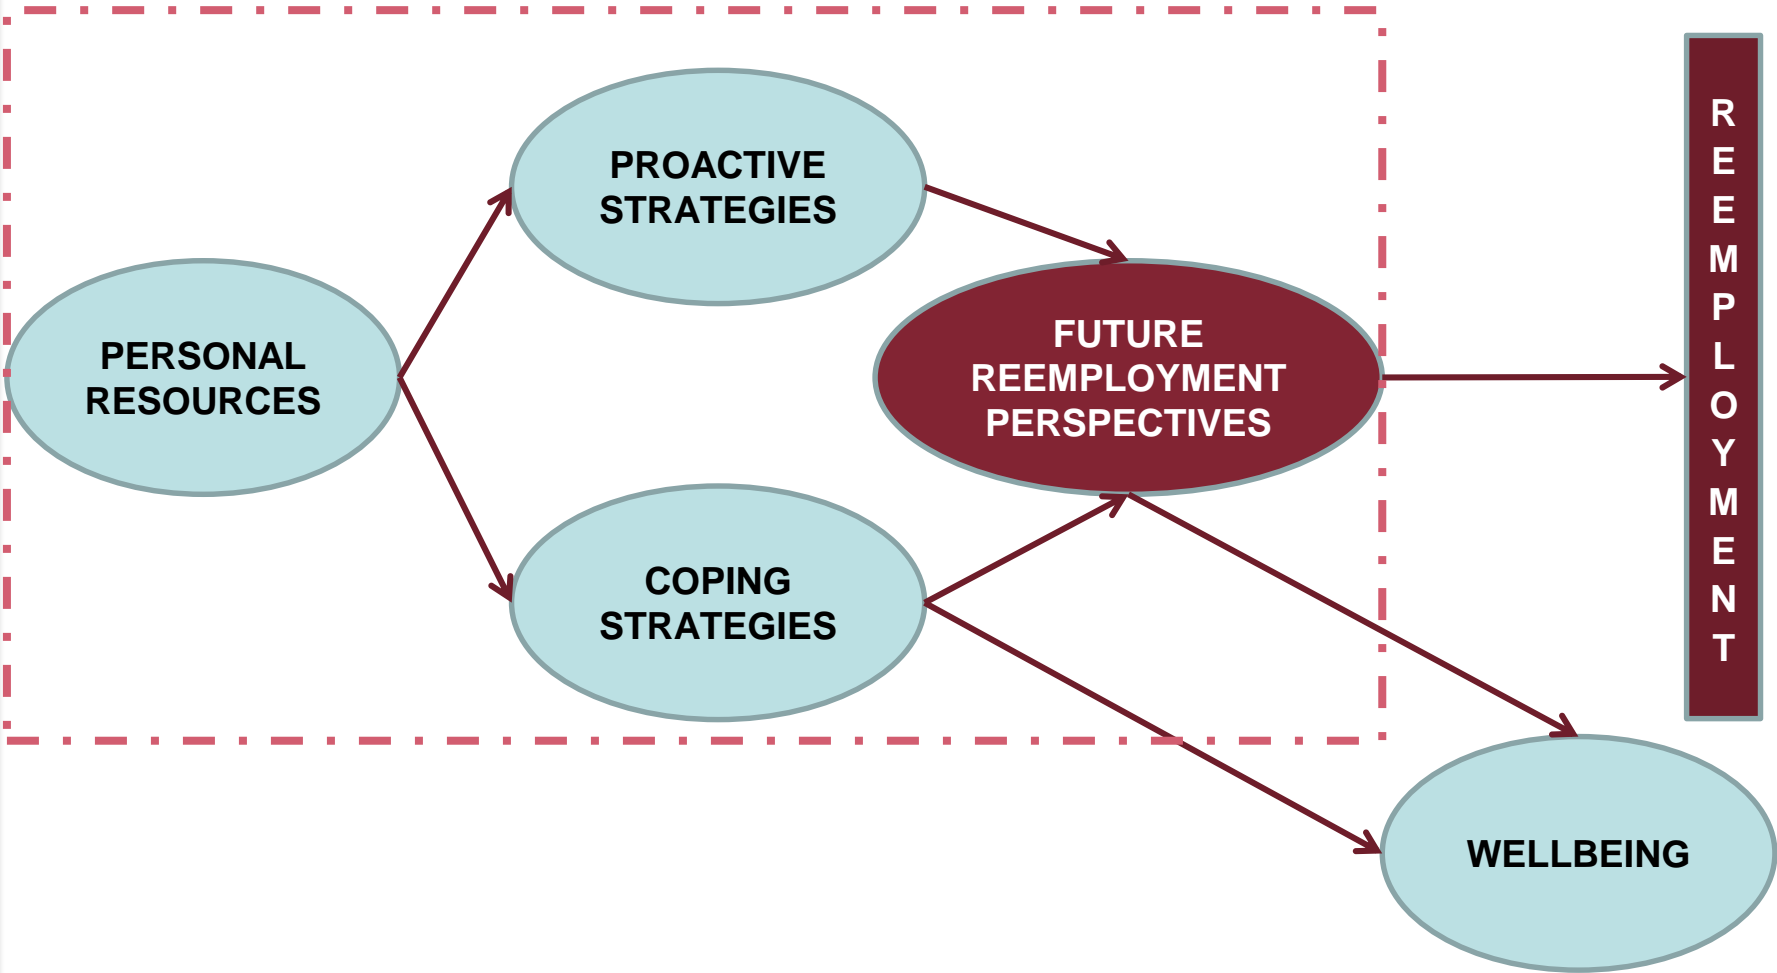 PROACTIVE
STRATEGIES
PERSONAL
RESOURCES
FUTURE
REEMPLOYMENT
PERSPECTIVES
COPING
STRATEGIES
WELLBEING
R
E
E
M
P
L
O
Y
M
E
N
T